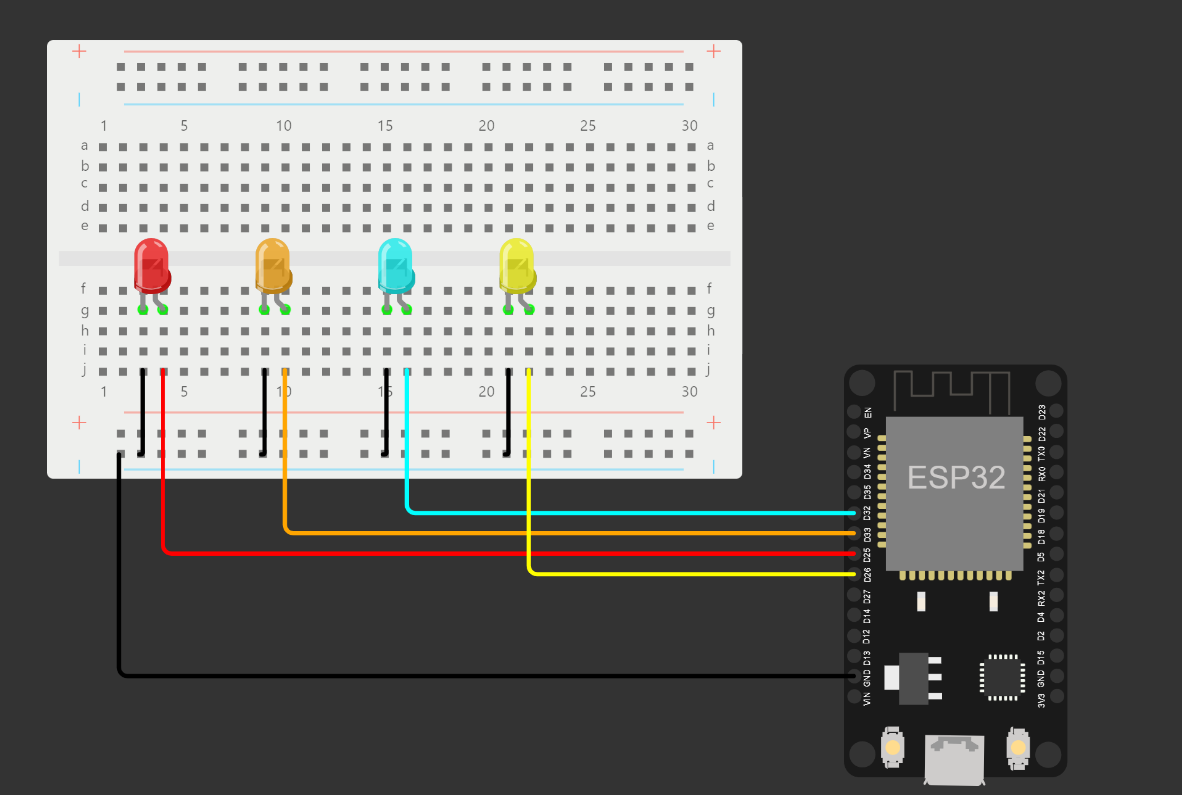 + +
| |
1 5 10 15 20 25 30
a a
b b
c c
d d
e e
f f
g g
h h
i i
j j
1 5 10 15 20 25 30
+ +
| |
ESP32
EN
VP
VN
D34
D35
D32
D33
D25
D26
D27
D14
D12
D13
GND
VIN
D23
D22
TX0
RX0
D21
D19
D18
D5
TX2
RX2
D4
D2
D15
GND
3V3